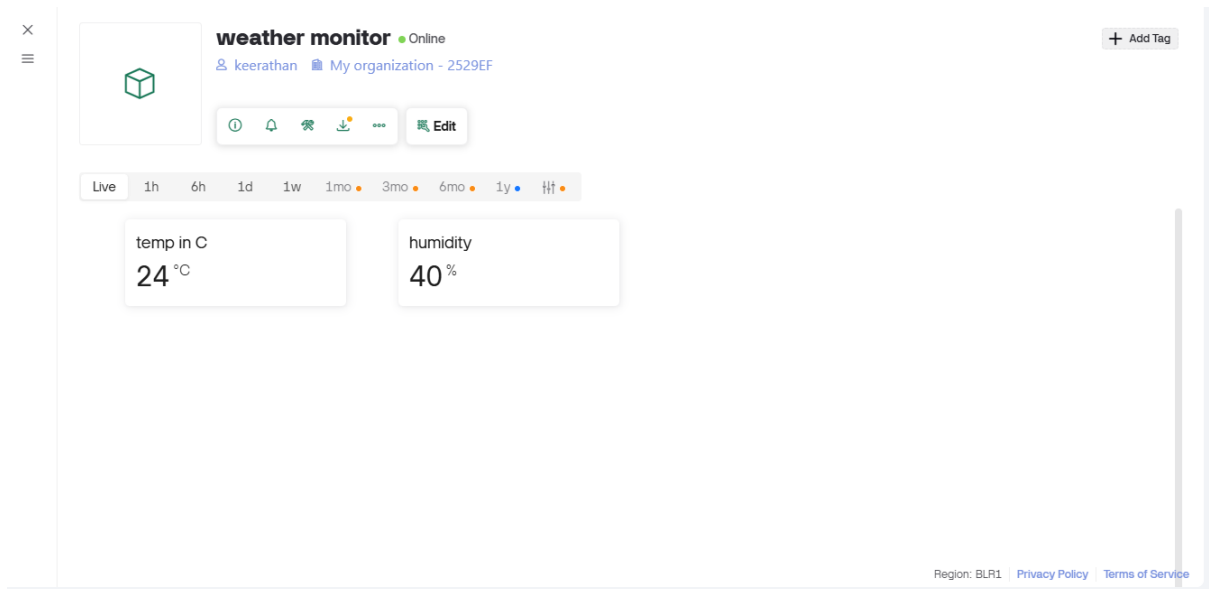 weather monitor Online
Add Tag
keerathan My organization - 2529EF
Edit
Live 1h 6h 1d 1w 1mo 3mo 6mo 1y
temp in C humidity
24 °C 40 %
Region: BLR1 Privacy Policy Terms of Service